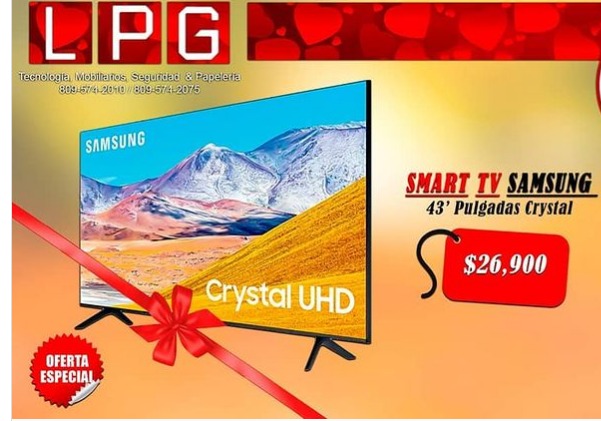 LPG
Tecnología, Mobiliarios, Seguridad & Papelería
809-574-2010 / 809-574-2075
SAMSUNG
SMART TV SAMSUNG
43' Pulgadas Crystal
$26,900
Crystal UHD
OFERTA
ESPECIAL